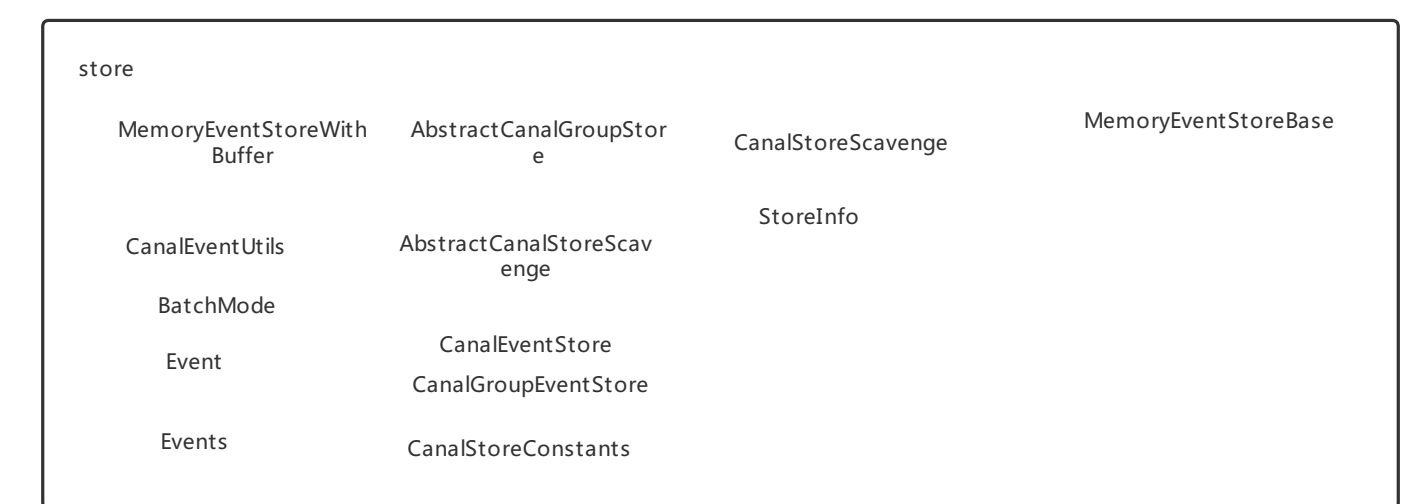 store
MemoryEventStoreWith
Buffer
AbstractCanalGroupStor
e
CanalStoreScavenge
MemoryEventStoreBase
StoreInfo
CanalEventUtils
AbstractCanalStoreScav
enge
BatchMode
CanalEventStore
Event
CanalGroupEventStore
Events
CanalStoreConstants